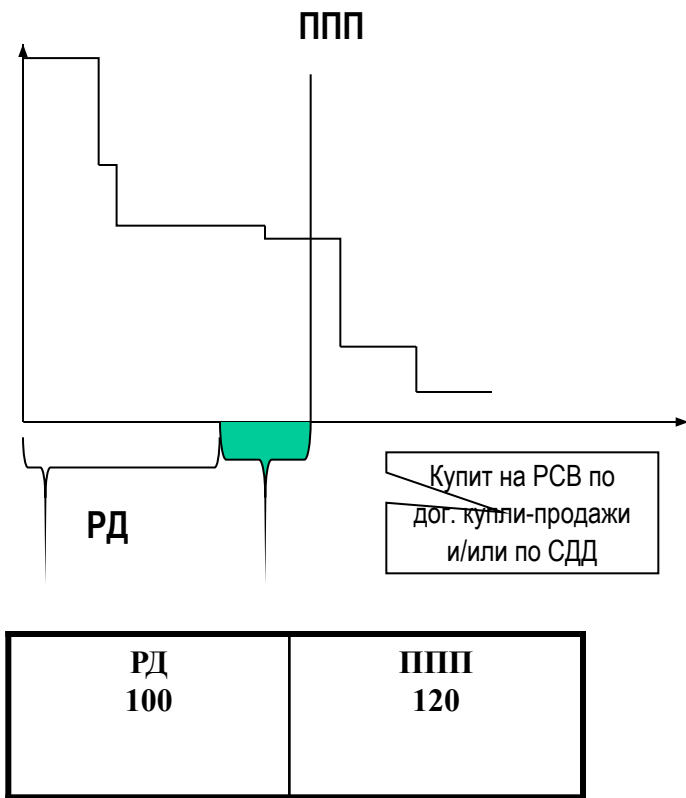 ППП
Купит на РСВ по
дог. купли-продажи
и/или по СДД
РД
РД
100
ППП
120